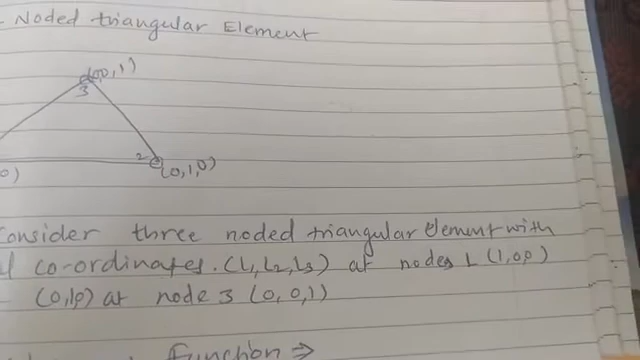 Noded triangular Element
(0,0,1)
3
2
(0,1,0)
0)
Consider three noded triangular element with
co-ordinates. (L1, L2, L3) at nodes 1 (1,0,0)
(0,1,0) at node 3 (0,0,1)
function ⇒